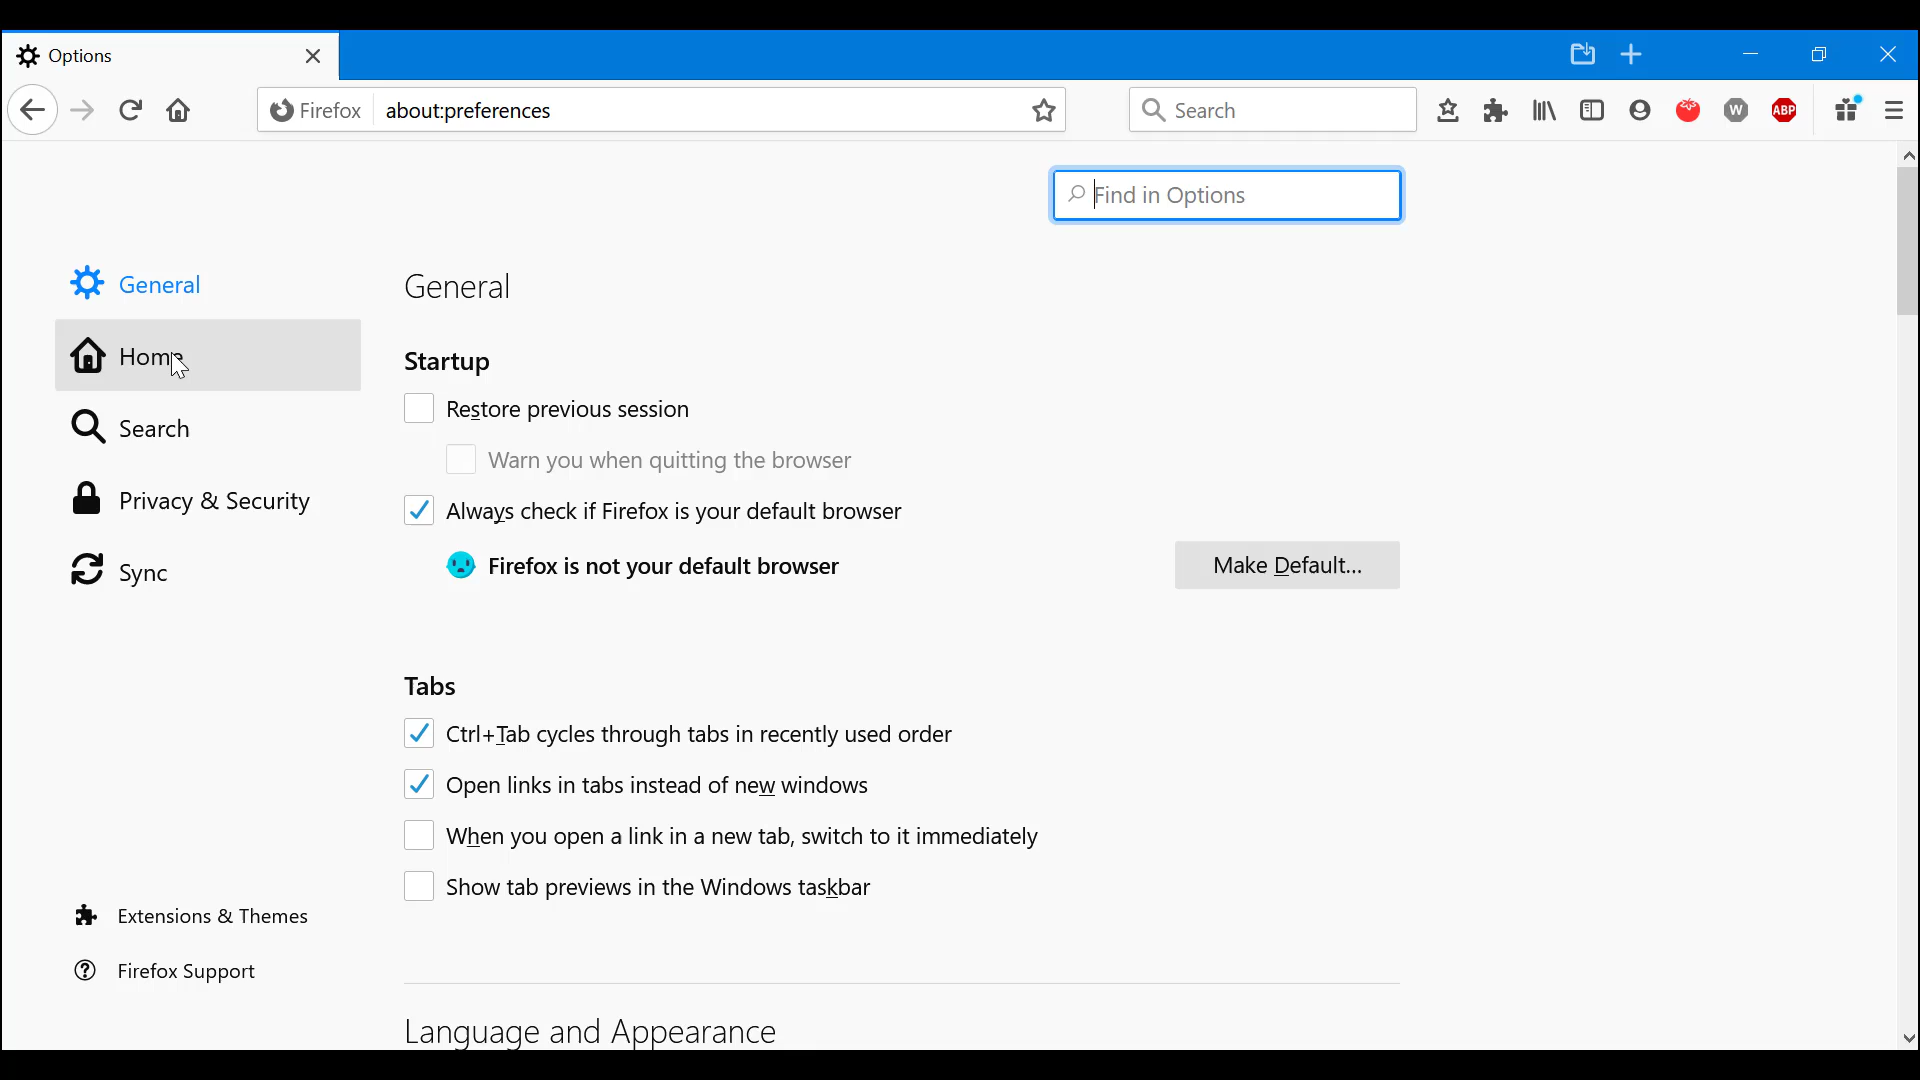 Options
Firefox about:preferences Search W ABP
Find in Options
General
Home
Search
Privacy & Security
Sync
Extensions & Themes
Firefox Support
General
Startup
Restore previous session
Warn you when quitting the browser
Always check if Firefox is your default browser
Firefox is not your default browser Make Default...
Tabs
Ctrl+Tab cycles through tabs in recently used order
Open links in tabs instead of new windows
When you open a link in a new tab, switch to it immediately
Show tab previews in the Windows taskbar
Language and Appearance